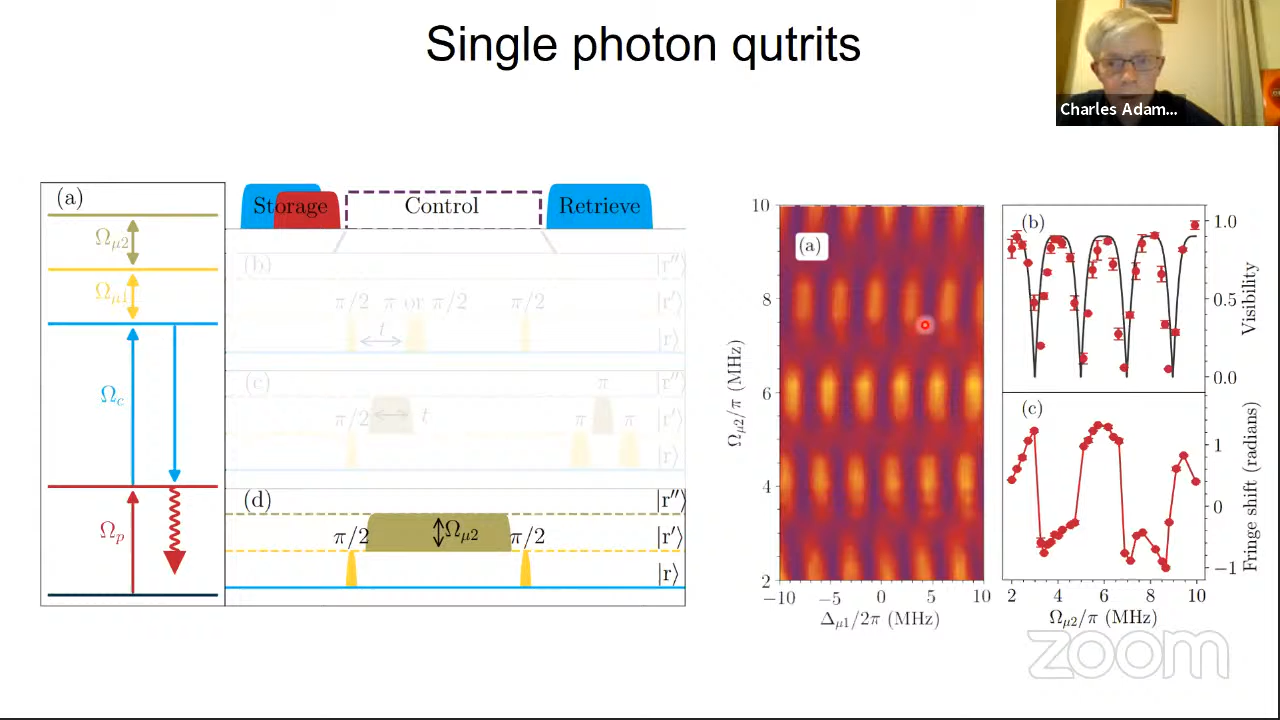 Single photon qutrits
Charles Adam...
(a)
Ωμ2
Ωμ1
Ωc
Ωp
Storage
Control
Retrieve
(b)
|r″⟩
π/2 π or π/2 π/2
|r′⟩
t
|r⟩
(c)
π
|r″⟩
π/2
t
π π
|r′⟩
|r⟩
(d)
|r″⟩
π/2
Ωμ2
π/2
|r′⟩
|r⟩
(a)
10
8
6
4
2
Ωμ2/π (MHz)
−10 −5 0 5 10
Δμ1/2π (MHz)
(b)
1.0
0.5
0.0
Visibility
(c)
1
0
−1
Fringe shift (radians)
2 4 6 8 10
Ωμ2/π (MHz)
zoom